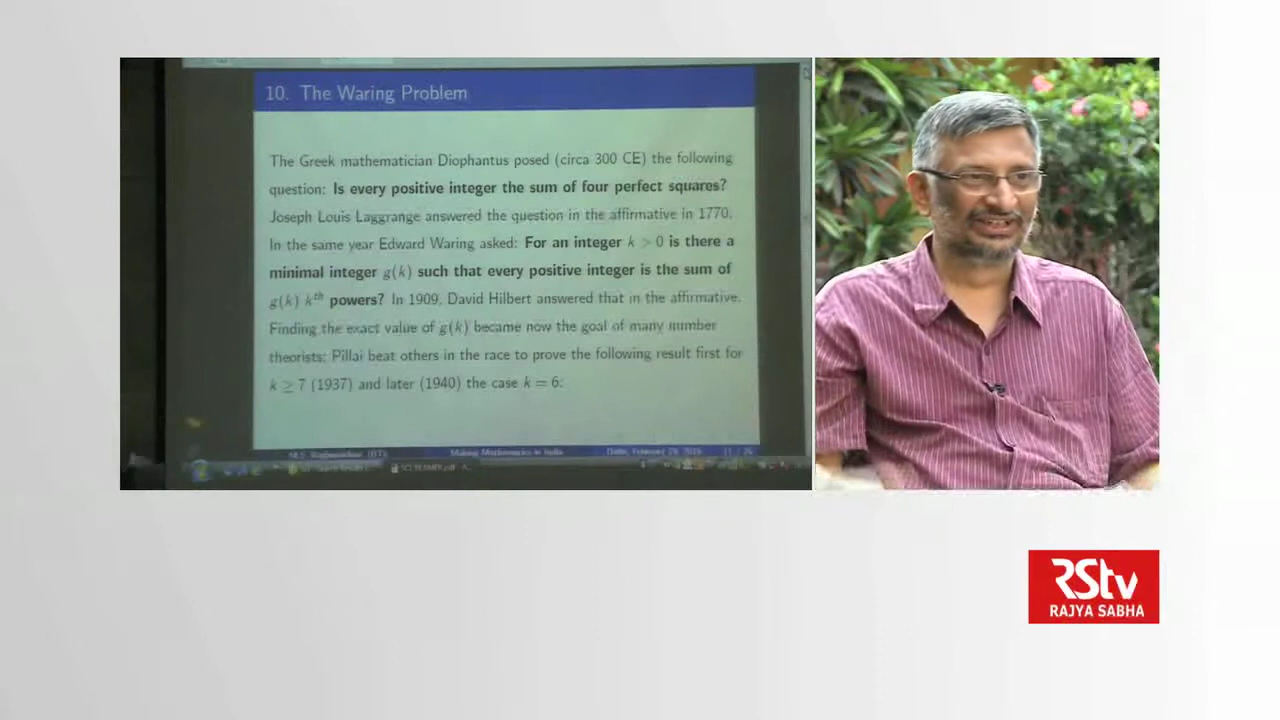 10. The Waring Problem
The Greek mathematician Diophantus posed (circa 300 CE) the following
question: Is every positive integer the sum of four perfect squares?
Joseph Louis Laggrange answered the question in the affirmative in 1770.
In the same year Edward Waring asked: For an integer k > 0 is there a
minimal integer g(k) such that every positive integer is the sum of
g(k) kth powers? In 1909, David Hilbert answered that in the affirmative.
Finding the exact value of g(k) became now the goal of many number
theorists: Pillai beat others in the race to prove the following result first for
k ≥ 7 (1937) and later (1940) the case k = 6:
Making Mathematics in India
RSTV
RAJYA SABHA